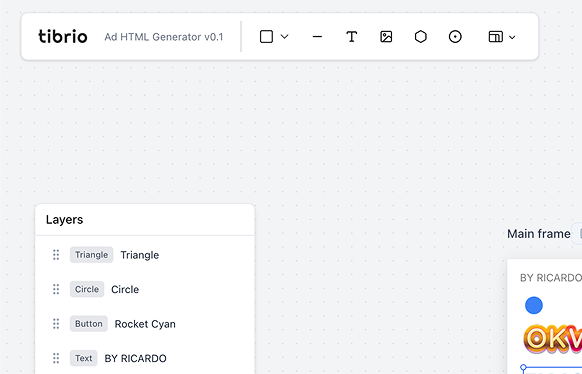 tibrio Ad HTML Generator v0.1
Layers
Triangle Triangle
Circle Circle
Button Rocket Cyan
Text BY RICARDO
Main frame
BY RICARDO